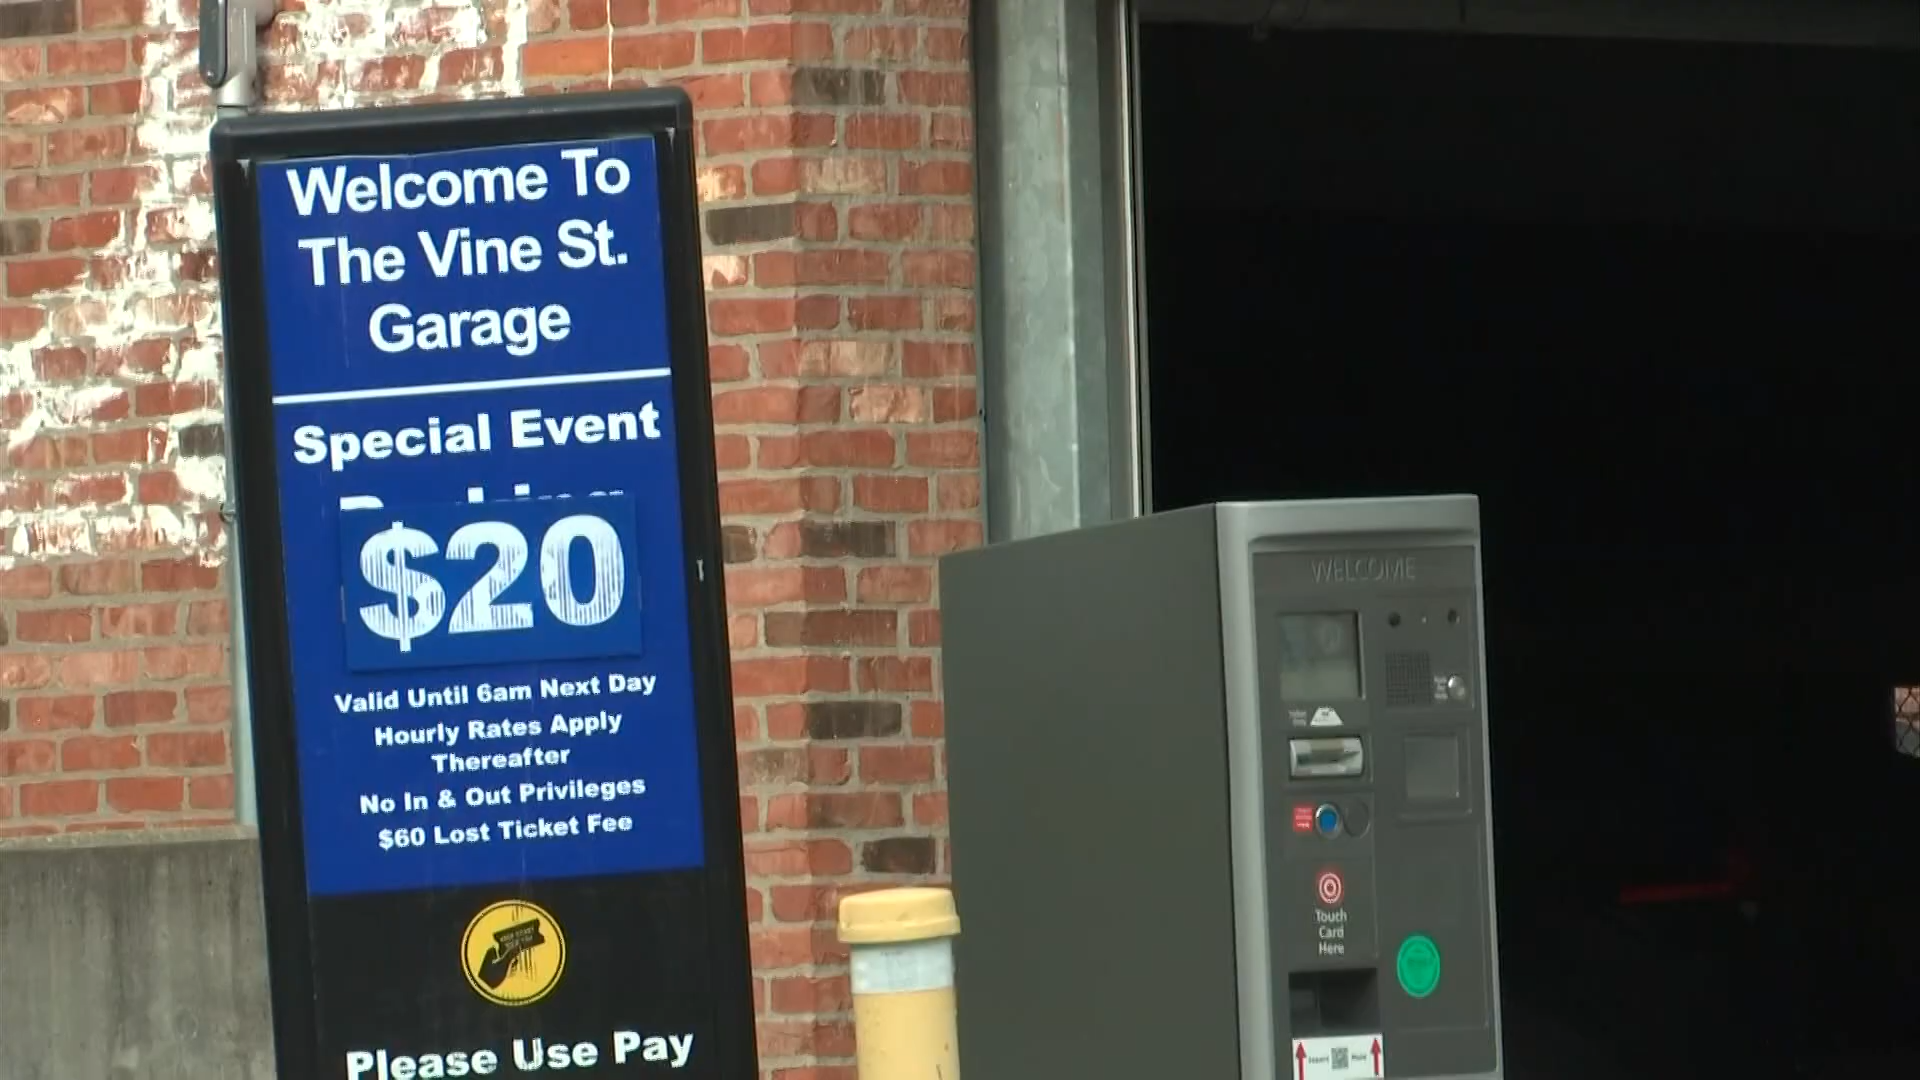 Welcome To
The Vine St.
Garage
Special Event
$20
Valid Until 6am Next Day
Hourly Rates Apply
Thereafter
No In & Out Privileges
$60 Lost Ticket Fee
Please Use Pay
WELCOME
Touch
Card
Here